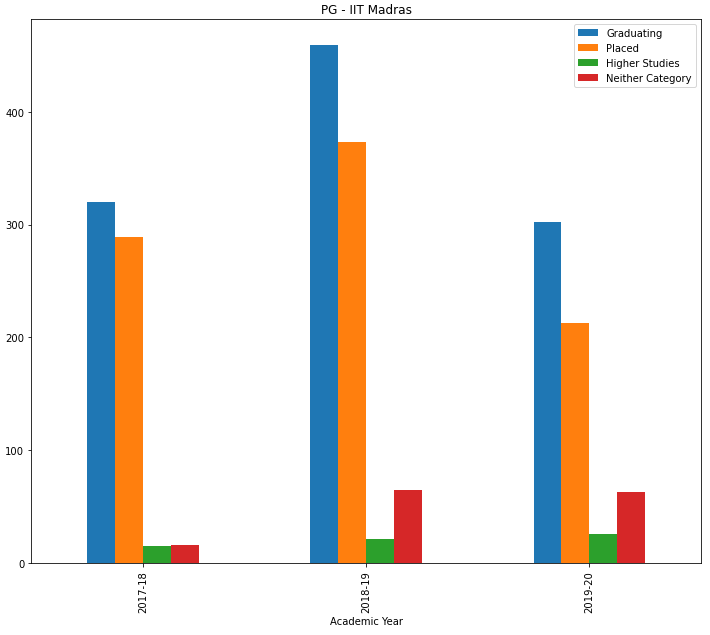 PG - IIT Madras
Graduating
Placed
Higher Studies
Neither Category
400
300
200
100
0
2017-18
2018-19
2019-20
Academic Year